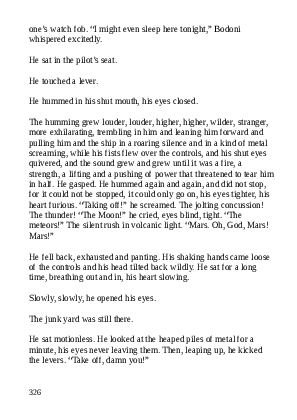 one's watch fob. "I might even sleep here tonight," Bodoni
whispered excitedly.
He sat in the pilot's seat.
He touched a lever.
He hummed in his shut mouth, his eyes closed.
The humming grew louder, louder, higher, higher, wilder, stranger,
more exhilarating, trembling in him and leaning him forward and
pulling him and the ship in a roaring silence and in a kind of metal
screaming, while his fists flew over the controls, and his shut eyes
quivered, and the sound grew and grew until it was a fire, a
strength, a lifting and a pushing of power that threatened to tear him
in half. He gasped. He hummed again and again, and did not stop,
for it could not be stopped, it could only go on, his eyes tighter, his
heart furious. "Taking off!" he screamed. The jolting concussion!
The thunder! "The Moon!" he cried, eyes blind, tight. "The
meteors!" The silent rush in volcanic light. "Mars. Oh, God, Mars!
Mars!"
He fell back, exhausted and panting. His shaking hands came loose
of the controls and his head tilted back wildly. He sat for a long
time, breathing out and in, his heart slowing.
Slowly, slowly, he opened his eyes.
The junk yard was still there.
He sat motionless. He looked at the heaped piles of metal for a
minute, his eyes never leaving them. Then, leaping up, he kicked
the levers. "Take off, damn you!"
326